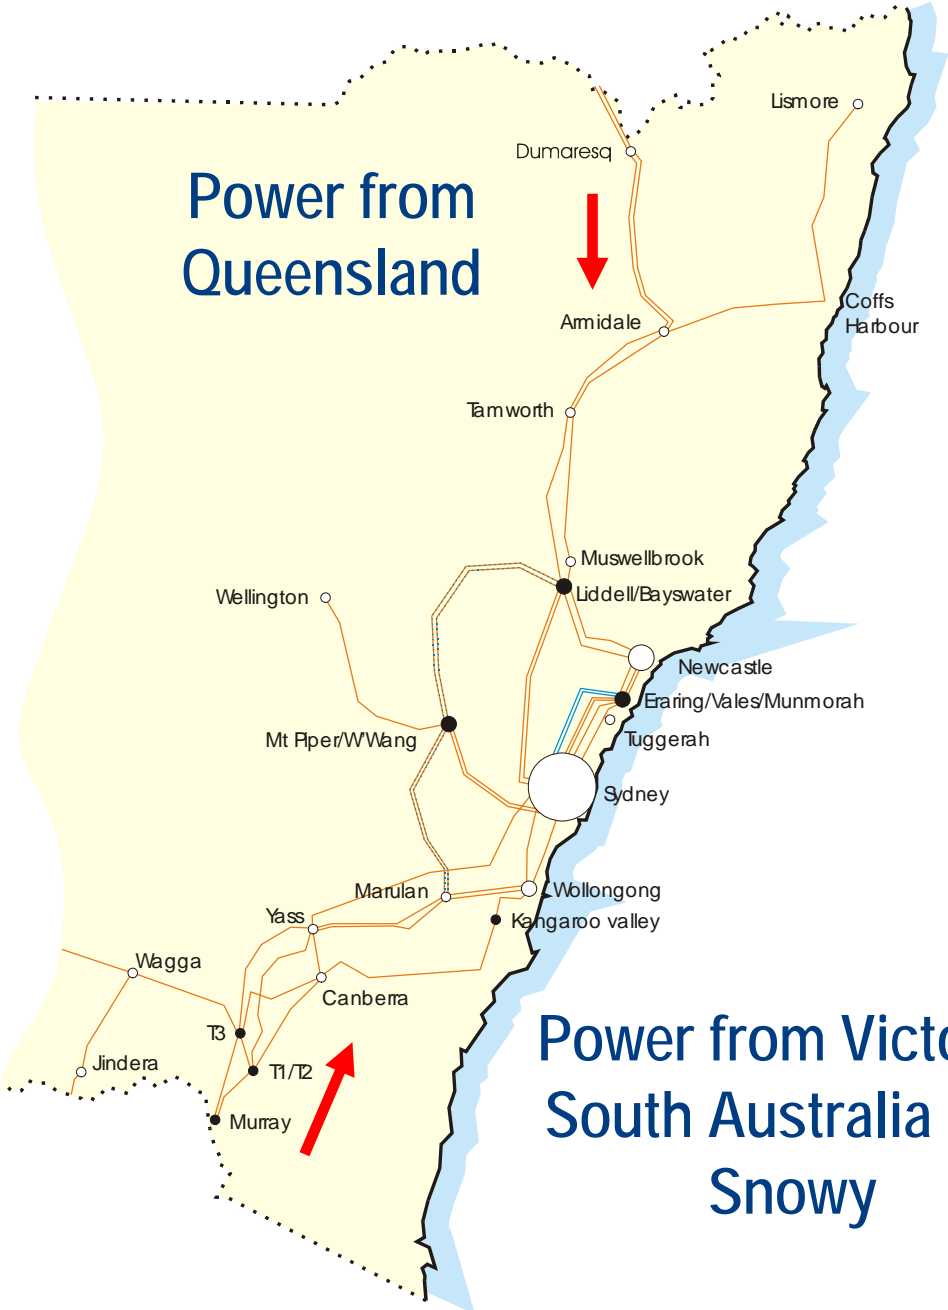 Lismore
Dumaresq
Power from
Queensland
Coffs
Harbour
Armidale
Tamworth
Muswellbrook
Liddell/Bayswater
Wellington
Newcastle
Eraring/Vales/Munmorah
Mt Piper/W'Wang
Tuggerah
Sydney
Marulan
Wollongong
Yass
Kangaroo valley
Wagga
Canberra
T3
Jindera
T1/T2
Murray
Power from Victo
South Australia
Snowy